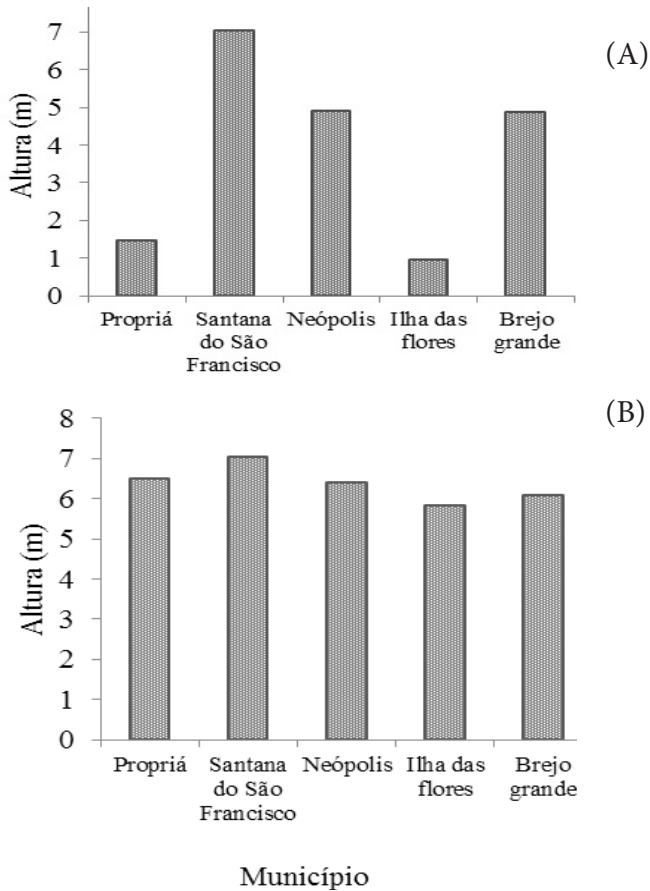 (A)
Altura (m)
7
6
5
4
3
2
1
0
Propriá
Santana
do São
Francisco
Neópolis
Ilha das
flores
Brejo
grande
(B)
Altura (m)
8
7
6
5
4
3
2
1
0
Propriá
Santana
do São
Francisco
Neópolis
Ilha das
flores
Brejo
grande
Município